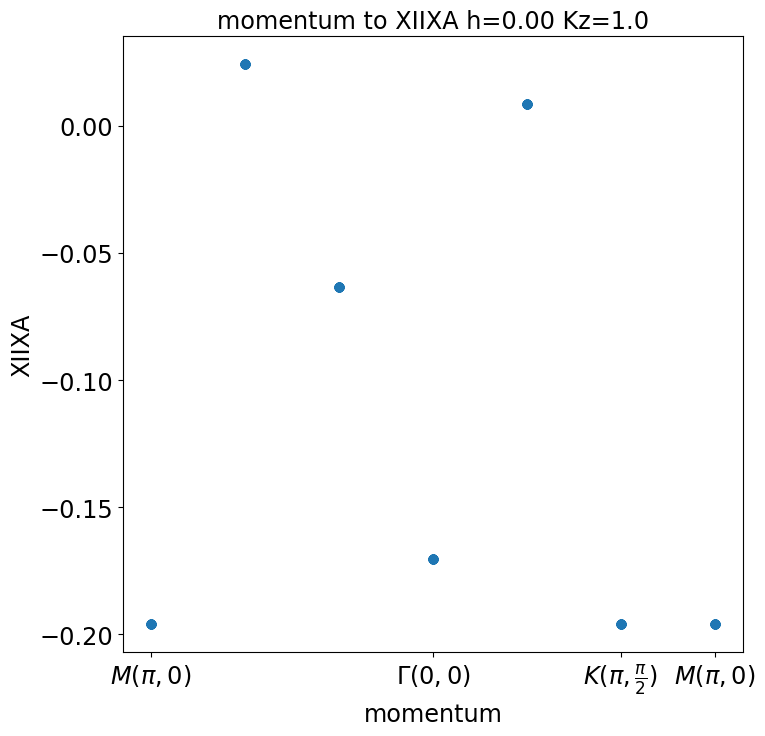 momentum to XIIXA h=0.00 Kz=1.0
XIIXA
0.00
−0.05
−0.10
−0.15
−0.20
M(π, 0)
Γ(0, 0)
K(π, π/2)
M(π, 0)
momentum